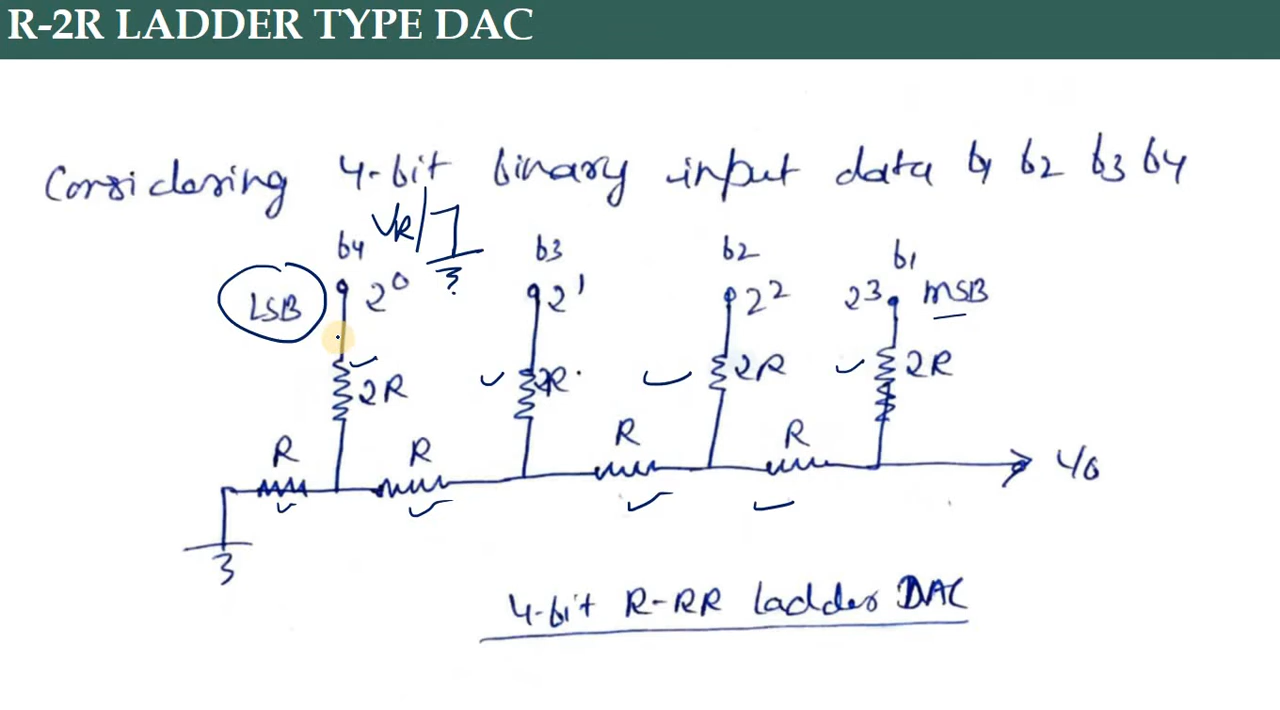 R-2R LADDER TYPE DAC
Considering 4-bit binary input data b1 b2 b3 b4
VR/
b4 b3 b2 b1
LSB 2⁰ 2¹ 2² 2³ MSB
2R 2R 2R 2R
R R R R
V0
4-bit R-RR ladder DAC